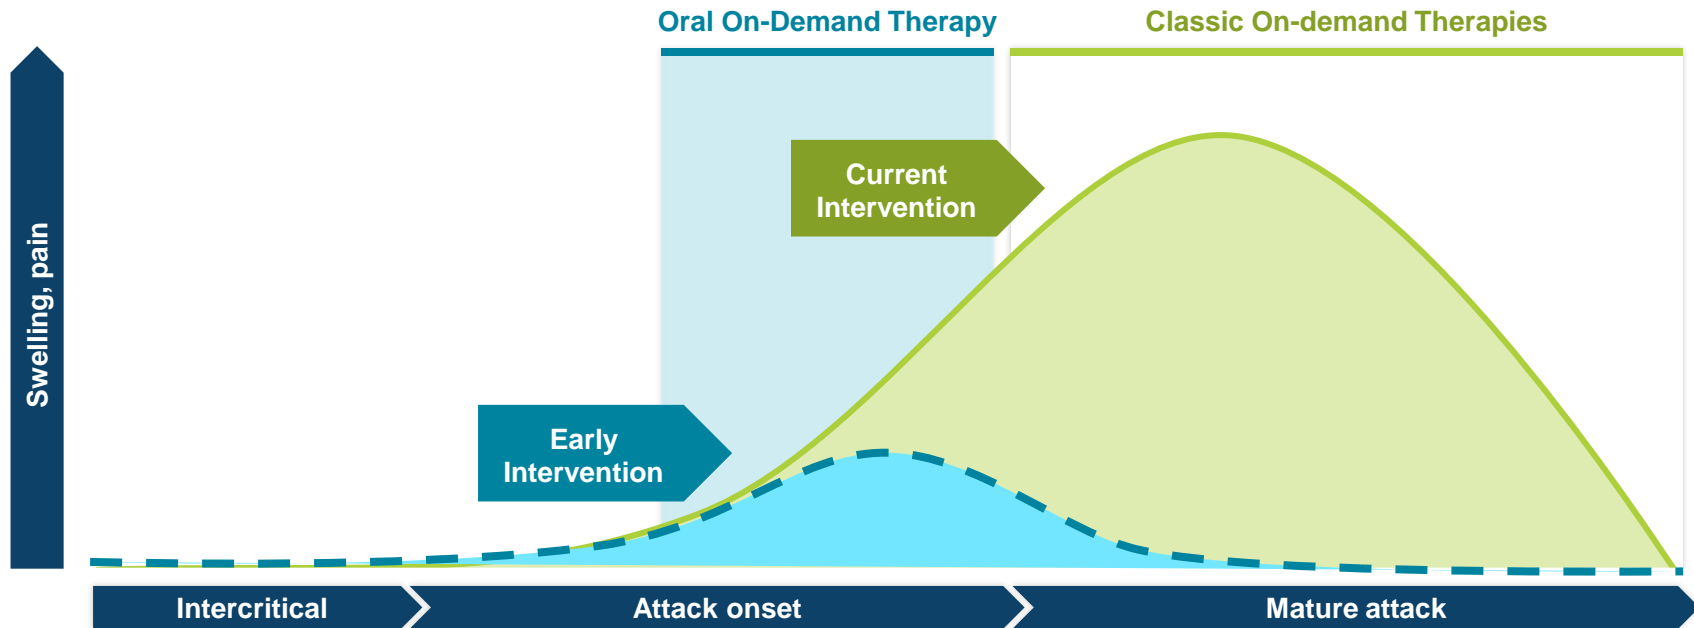 Oral On-Demand Therapy
Classic On-demand Therapies
Swelling, pain
Current
Intervention
Early
Intervention
Intercritical
Attack onset
Mature attack